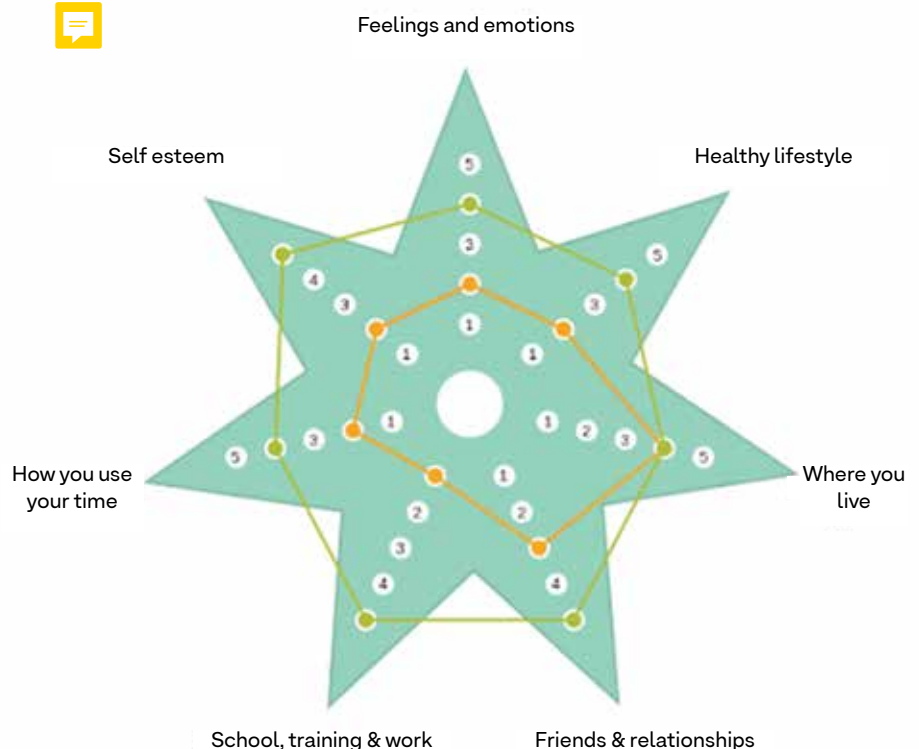 Feelings and emotions
Self esteem
Healthy lifestyle
5
5
3
4
3
3
1
1
1
1
1
2
3
5
3
5
How you use
your time
Where you
live
1
2
2
3
4
4
School, training & work
Friends & relationships